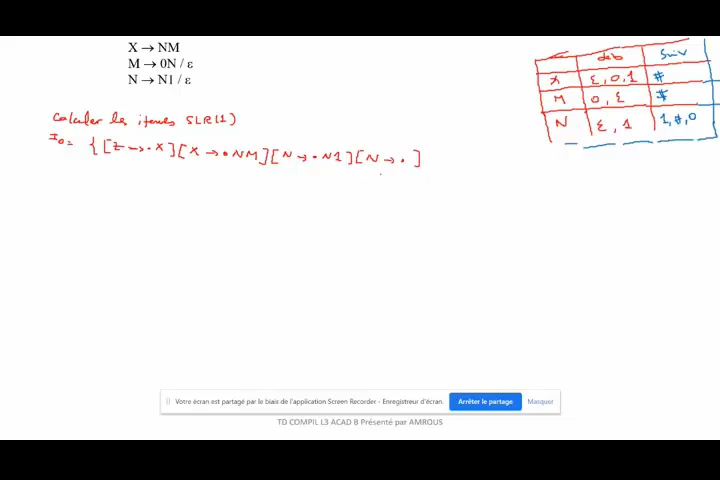 X → NM
M → 0N / ε
N → N1 / ε
deb Suiv
X ε, 0, 1 #
M 0, ε #
N ε, 1 1, #, 0
Calculer les items SLR(1)
I0 = { [Z → . X] [X → . NM] [N → . N1] [N → . ]
Votre écran est partagé par le biais de l'application Screen Recorder - Enregistreur d'écran. Arrêter le partage Masquer
TD COMPIL L3 ACAD B Présenté par AMROUS